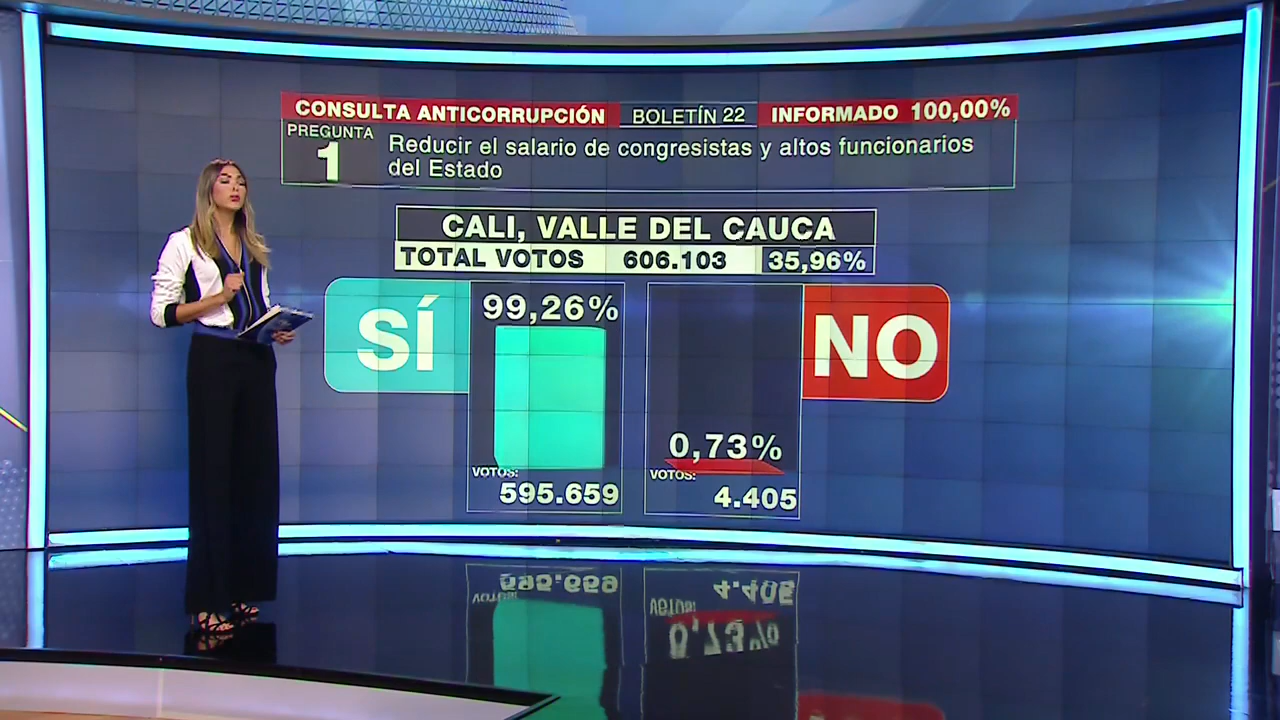 CONSULTA ANTICORRUPCIÓN BOLETÍN 22 INFORMADO 100,00%
PREGUNTA
1
Reducir el salario de congresistas y altos funcionarios
del Estado
CALI, VALLE DEL CAUCA
TOTAL VOTOS 606.103 35,96%
SÍ
99,26%
VOTOS:
595.659
0,73%
VOTOS:
4.405
NO